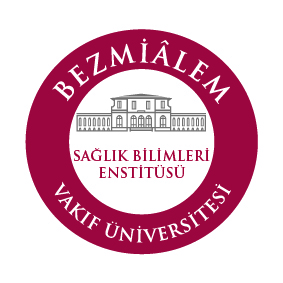 BEZMİÂLEM
SAĞLIK BİLİMLERİ
ENSTİTÜSÜ
VAKIF ÜNİVERSİTESİ